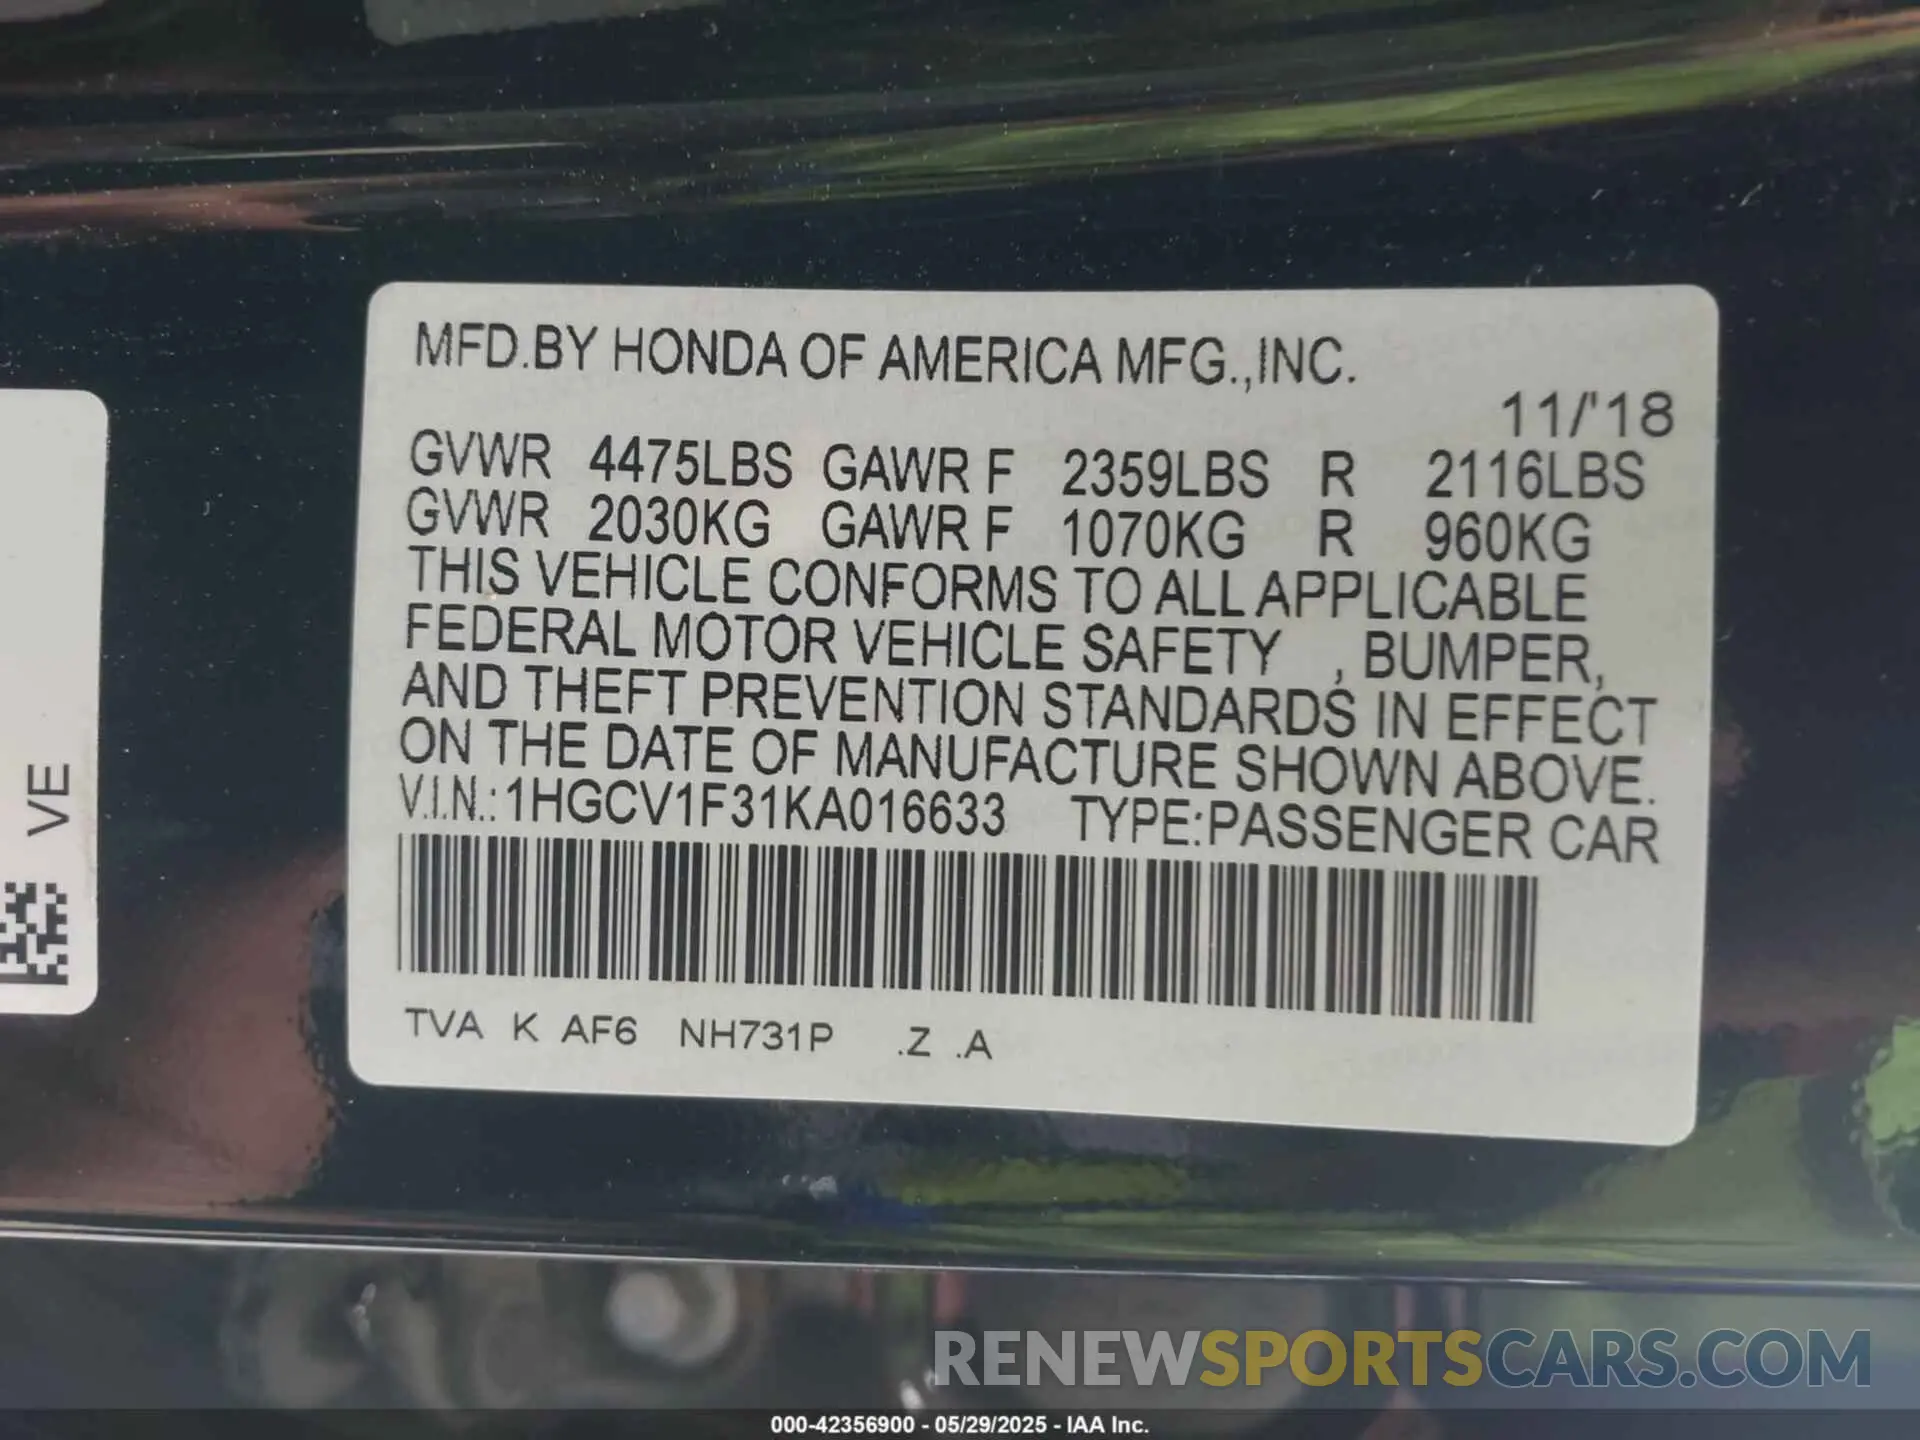 MFD.BY HONDA OF AMERICA MFG.,INC.
11/'18
GVWR 4475LBS GAWR F 2359LBS R 2116LBS
GVWR 2030KG GAWR F 1070KG R 960KG
THIS VEHICLE CONFORMS TO ALL APPLICABLE
FEDERAL MOTOR VEHICLE SAFETY , BUMPER,
AND THEFT PREVENTION STANDARDS IN EFFECT
ON THE DATE OF MANUFACTURE SHOWN ABOVE.
V.I.N.:1HGCV1F31KA016633 TYPE:PASSENGER CAR
TVA K AF6 NH731P .Z .A
VE
RENEWSPORTSCARS.COM
000-42356900 - 05/29/2025 - IAA Inc.